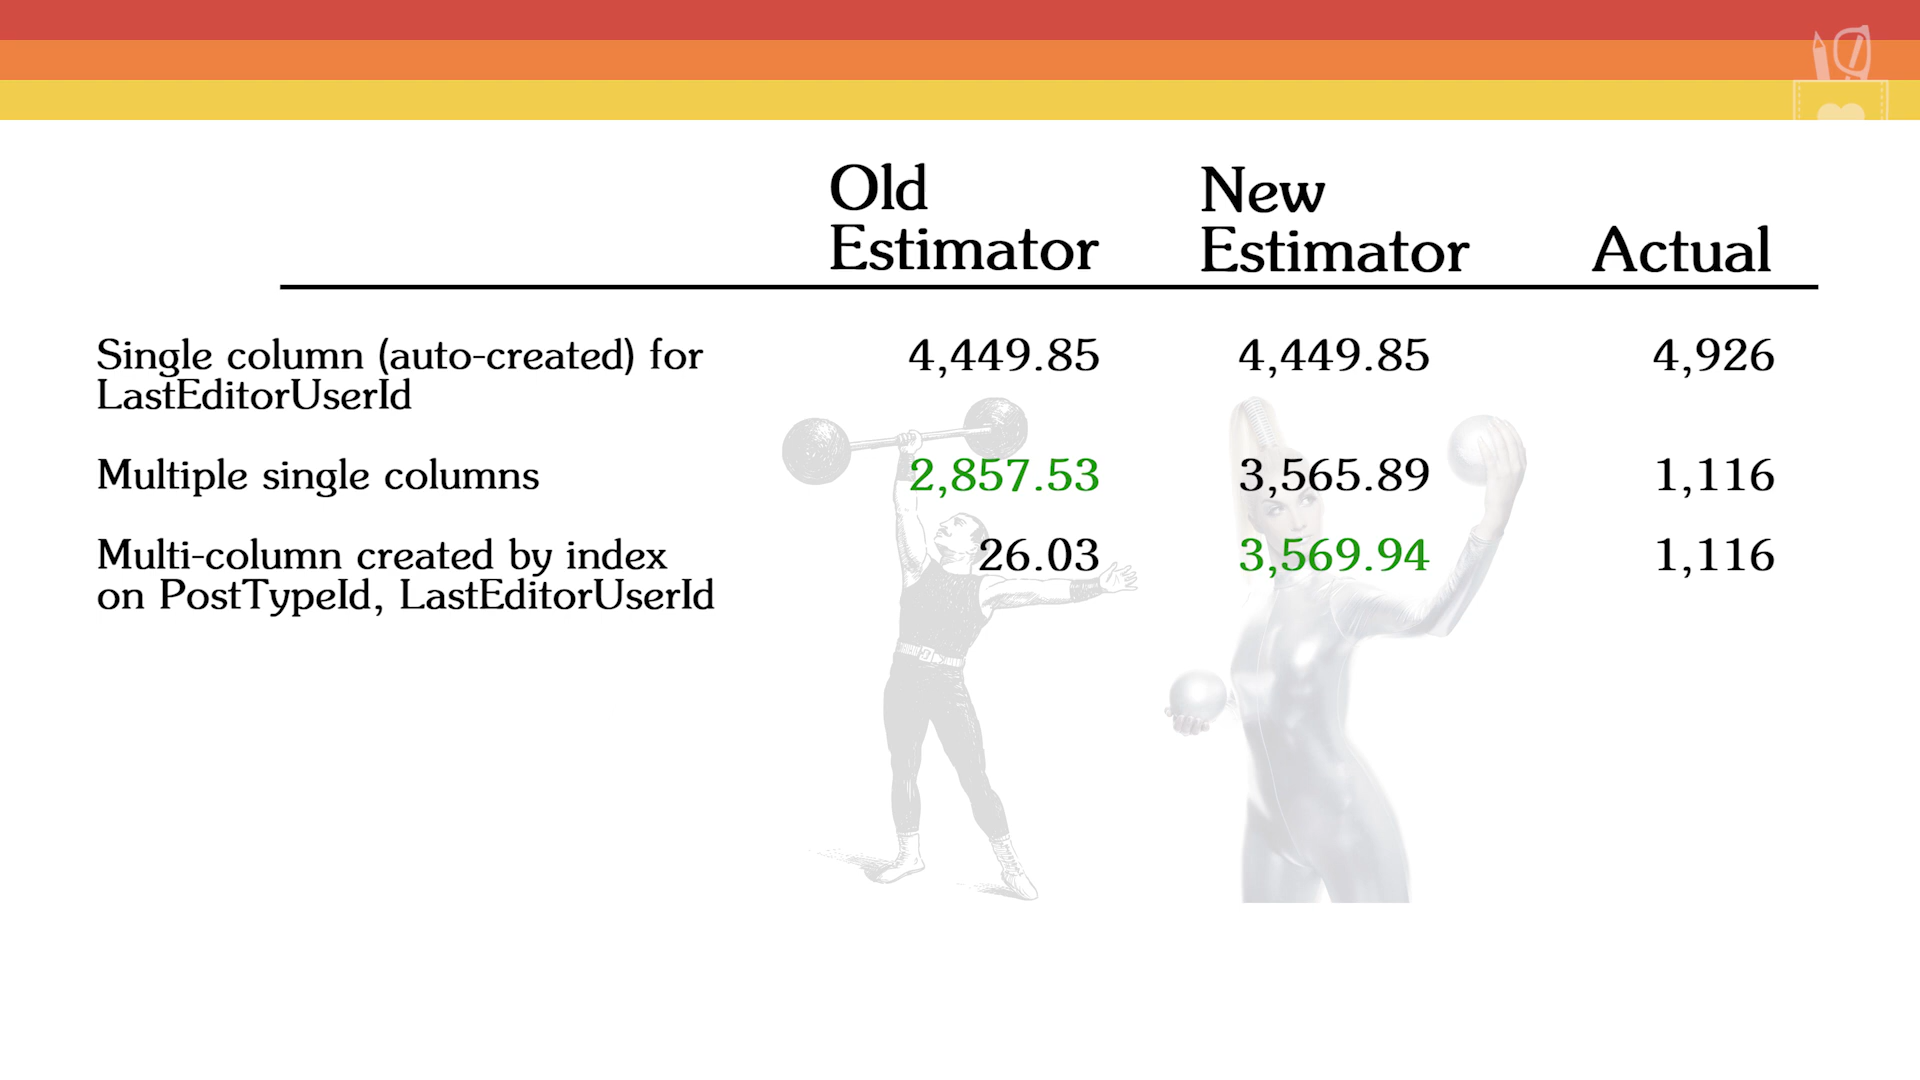 Old
Estimator
New
Estimator
Actual
Single column (auto-created) for
LastEditorUserId
4,449.85
4,449.85
4,926
Multiple single columns
2,857.53
3,565.89
1,116
Multi-column created by index
on PostTypeId, LastEditorUserId
26.03
3,569.94
1,116